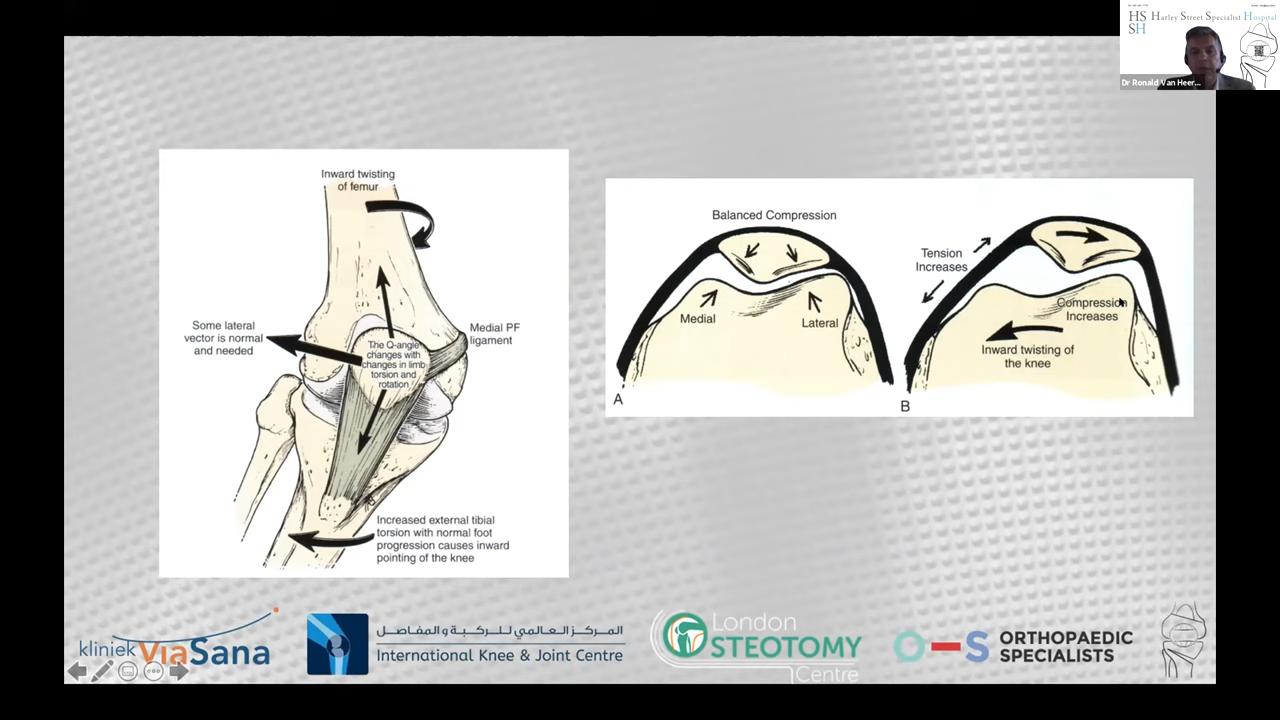 HS Harley Street Specialist Hospital
SH
Dr Ronald Van Heer...
Inward twisting
of femur
Some lateral
vector is normal
and needed
Medial PF
ligament
The Q-angle
changes with
changes in limb
torsion and
rotation
Increased external tibial
torsion with normal foot
progression causes inward
pointing of the knee
Balanced Compression
Medial
Lateral
A
Tension
Increases
Compression
Increases
Inward twisting of
the knee
B
kliniek ViaSana
المركز العالمي للركبة والمفاصل
International Knee & Joint Centre
London
STEOTOMY
Centre
O-S ORTHOPAEDIC
SPECIALISTS